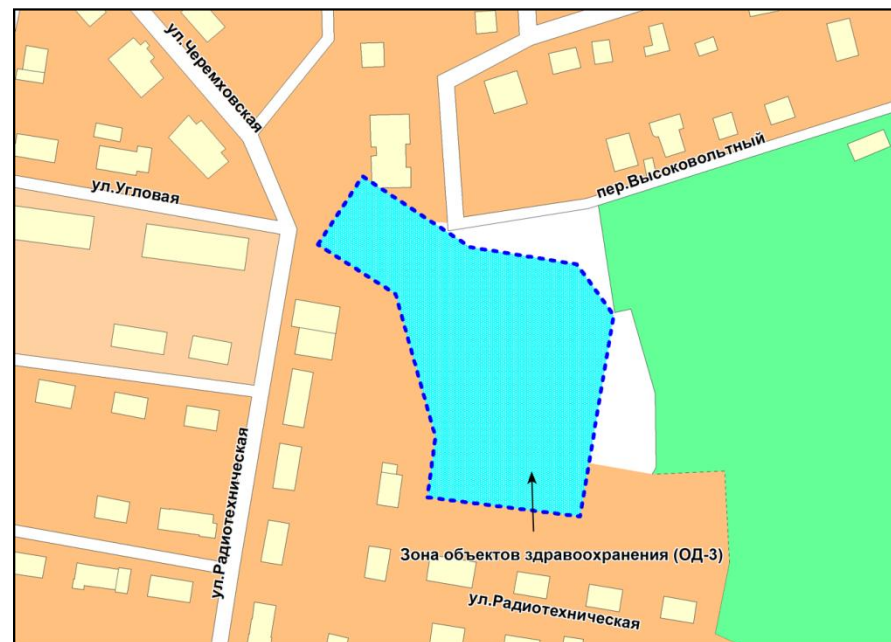 ул.Черемховская
ул.Угловая
пер.Высоковольтный
ул.Радиотехническая
Зона объектов здравоохранения (ОД-3)
ул.Радиотехническая